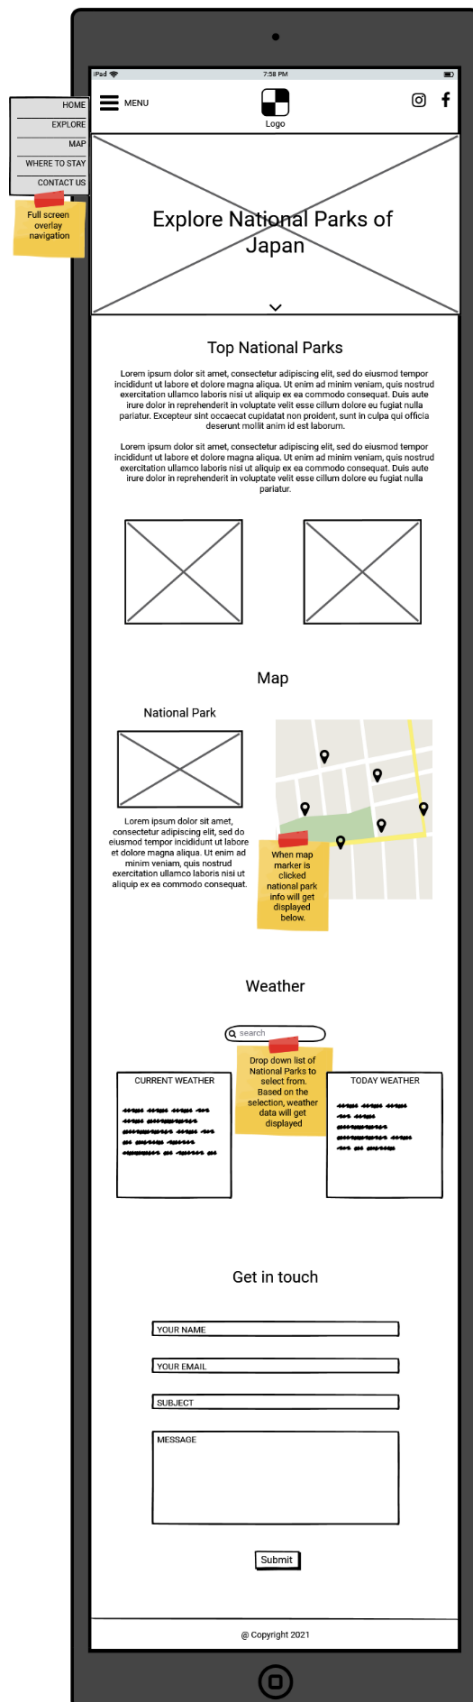 iPad
7:58 PM
HOME
EXPLORE
MAP
WHERE TO STAY
CONTACT US
Full screen
overlay
navigation
MENU
Logo
Explore National Parks of
Japan
Top National Parks
Lorem ipsum dolor sit amet, consectetur adipiscing elit, sed do eiusmod tempor
incididunt ut labore et dolore magna aliqua. Ut enim ad minim veniam, quis nostrud
exercitation ullamco laboris nisi ut aliquip ex ea commodo consequat. Duis aute
irure dolor in reprehenderit in voluptate velit esse cillum dolore eu fugiat nulla
pariatur. Excepteur sint occaecat cupidatat non proident, sunt in culpa qui officia
deserunt mollit anim id est laborum.
Lorem ipsum dolor sit amet, consectetur adipiscing elit, sed do eiusmod tempor
incididunt ut labore et dolore magna aliqua. Ut enim ad minim veniam, quis nostrud
exercitation ullamco laboris nisi ut aliquip ex ea commodo consequat. Duis aute
irure dolor in reprehenderit in voluptate velit esse cillum dolore eu fugiat nulla
pariatur.
Map
National Park
Lorem ipsum dolor sit amet,
consectetur adipiscing elit, sed do
eiusmod tempor incididunt ut labore
et dolore magna aliqua. Ut enim ad
minim veniam, quis nostrud
exercitation ullamco laboris nisi ut
aliquip ex ea commodo consequat.
When map
marker is
clicked
national park
info will get
displayed
below.
Weather
search
Drop down list of
National Parks to
select from.
Based on the
selection, weather
data will get
displayed
CURRENT WEATHER
TODAY WEATHER
Get in touch
YOUR NAME
YOUR EMAIL
SUBJECT
MESSAGE
Submit
@ Copyright 2021